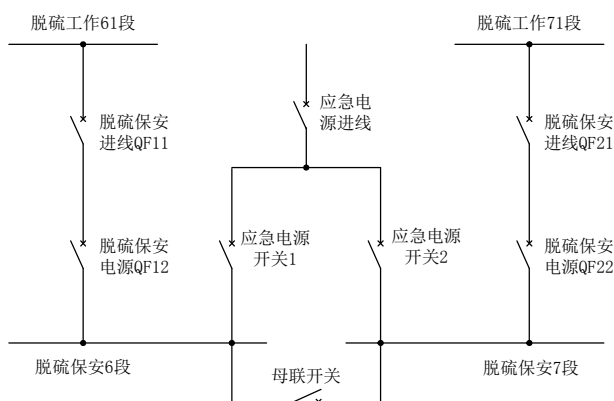 脱硫工作61段
脱硫工作71段
应急电
源进线
脱硫保安
进线QF11
脱硫保安
进线QF21
脱硫保安
电源QF12
应急电源
开关1
应急电源
开关2
脱硫保安
电源QF22
脱硫保安6段
母联开关
脱硫保安7段